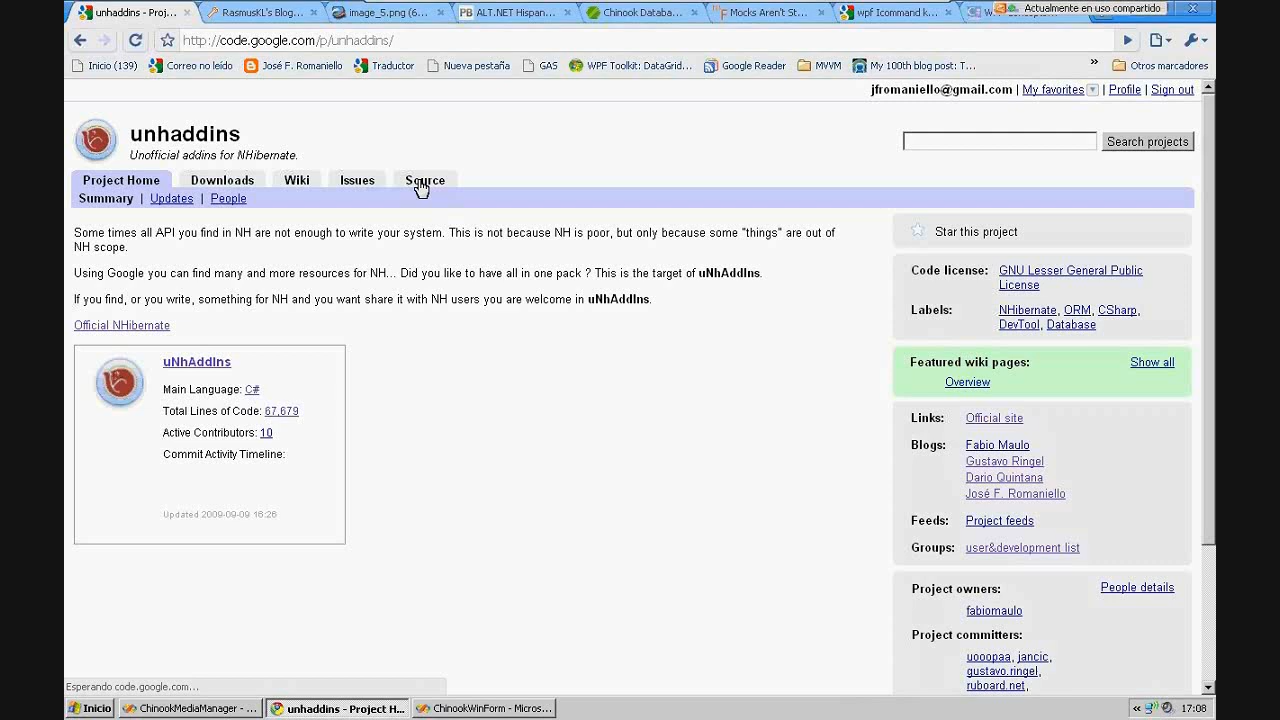 unhaddins - Proj...
RasmusKL's Blog...
image_5.png (6...
ALT.NET Hispan...
Chinook Databa...
Mocks Aren't St...
wpf Icommand k...
Actualmente en uso compartido
http://code.google.com/p/unhaddins/
Inicio (139)
Correo no leído
José F. Romaniello
Traductor
Nueva pestaña
GAS
WPF Toolkit: DataGrid...
Google Reader
MVVM
My 100th blog post: T...
»
Otros marcadores
jfromaniello@gmail.com | My favorites | Profile | Sign out
unhaddins
Unofficial addins for NHibernate.
Search projects
Project Home Downloads Wiki Issues Source
Summary | Updates | People
Some times all API you find in NH are not enough to write your system. This is not because NH is poor, but only because some "things" are out of
NH scope.
Using Google you can find many and more resources for NH... Did you like to have all in one pack ? This is the target of uNhAddIns.
If you find, or you write, something for NH and you want share it with NH users you are welcome in uNhAddIns.
Official NHibernate
uNhAddIns
Main Language: C#
Total Lines of Code: 67,679
Active Contributors: 10
Commit Activity Timeline:
Updated 2009-09-09 16:26
Star this project
Code license: GNU Lesser General Public
License
Labels: NHibernate, ORM, CSharp,
DevTool, Database
Featured wiki pages: Show all
Overview
Links: Official site
Blogs: Fabio Maulo
Gustavo Ringel
Dario Quintana
José F. Romaniello
Feeds: Project feeds
Groups: user&development list
Project owners: People details
fabiomaulo
Project committers:
uooopaa, jancic,
gustavo.ringel,
ruboard.net,
Esperando code.google.com...
Inicio
ChinookMediaManager - ...
unhaddins - Project H...
ChinookWinForm - Micros...
«
17:08